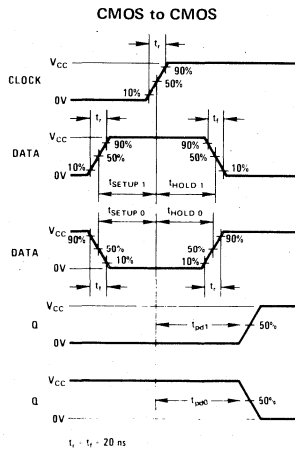 CMOS to CMOS
tr
VCC
90%
CLOCK
50%
10%
0V
tr
tf
VCC
90%
90%
DATA
50%
50%
10%
10%
0V
tSETUP 1
tHOLD 1
tSETUP 0
tHOLD 0
VCC
90%
90%
DATA
50%
50%
10%
10%
0V
tf
tr
VCC
Q
tpd1
50%
0V
VCC
Q
tpd0
50%
0V
tr = tf = 20 ns